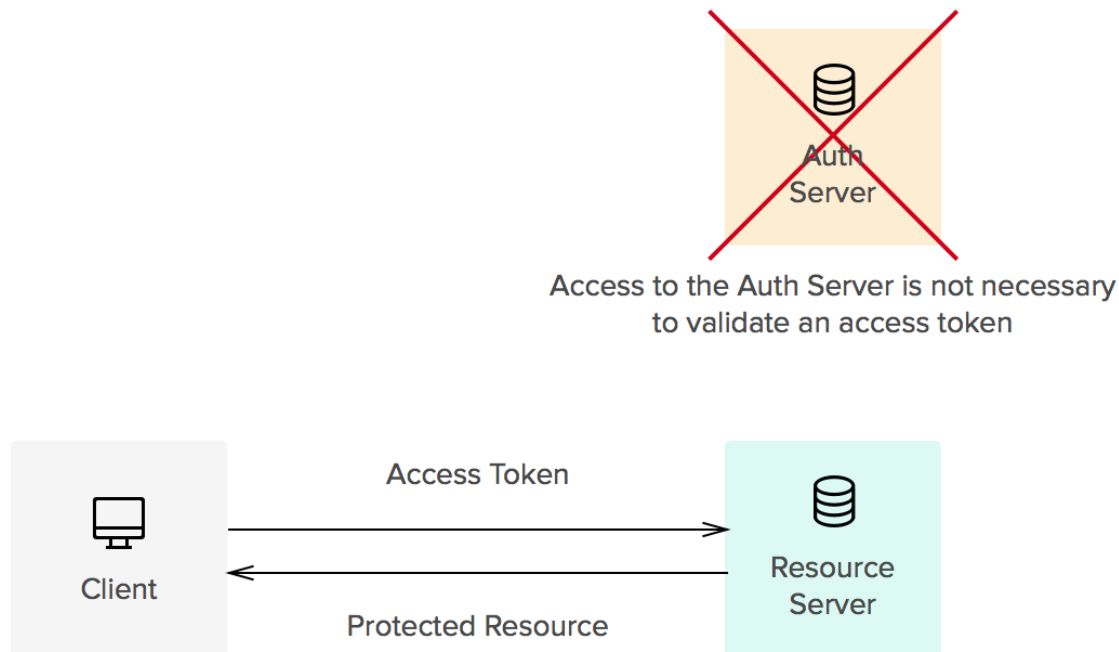 Auth
Server
Access to the Auth Server is not necessary
to validate an access token
Access Token
Client
Resource
Server
Protected Resource